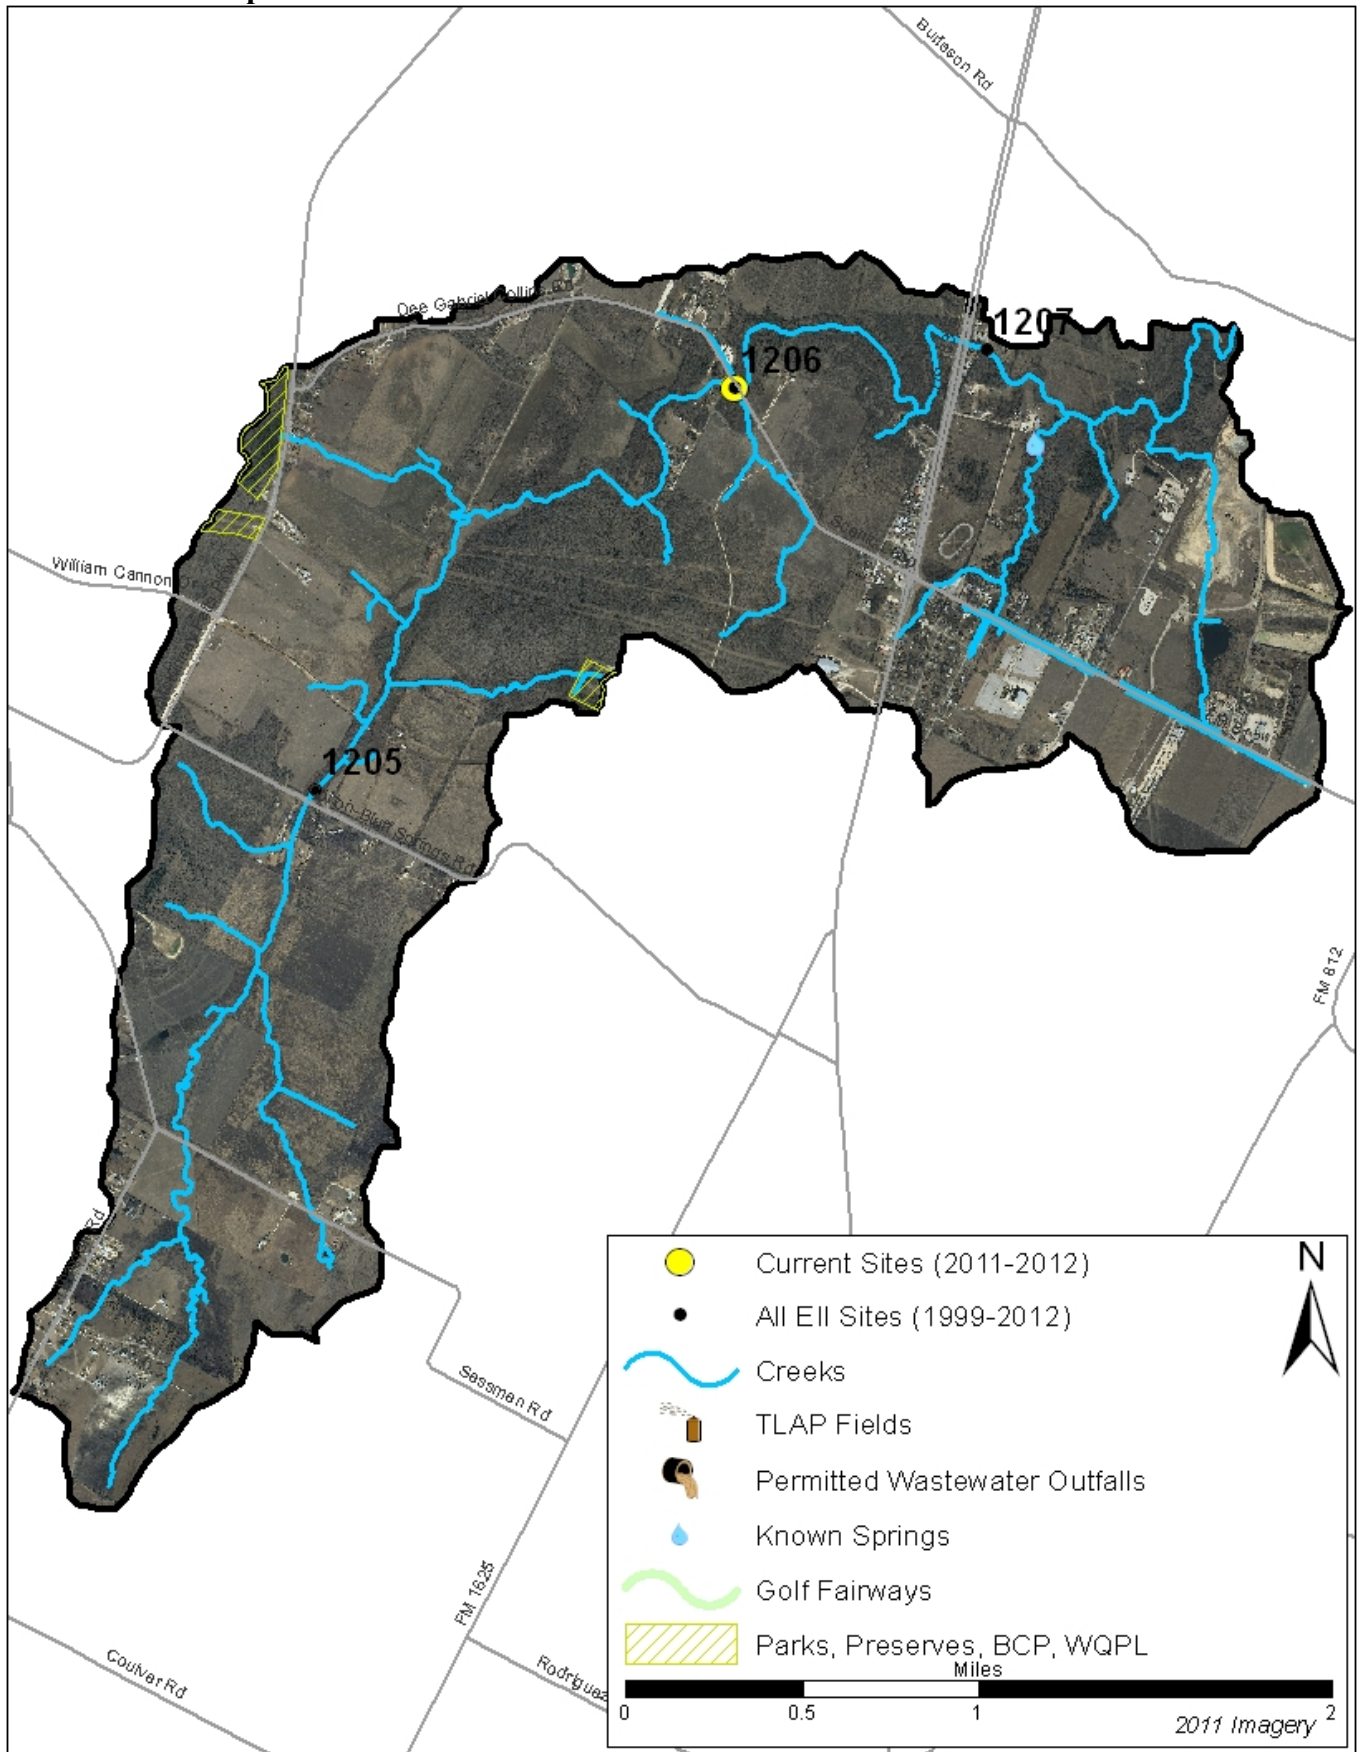 Burleson Rd
Dee Gabriel Collins Rd
1207
1206
William Cannon Dr
1205
Bluff Springs Rd
FM 812
Rd
Sassman Rd
FM 1625
Coulver Rd
Rodriguez
N
Current Sites (2011-2012)
All EII Sites (1999-2012)
Creeks
TLAP Fields
Permitted Wastewater Outfalls
Known Springs
Golf Fairways
Parks, Preserves, BCP, WQPL
Miles
0 0.5 1 2
2011 Imagery